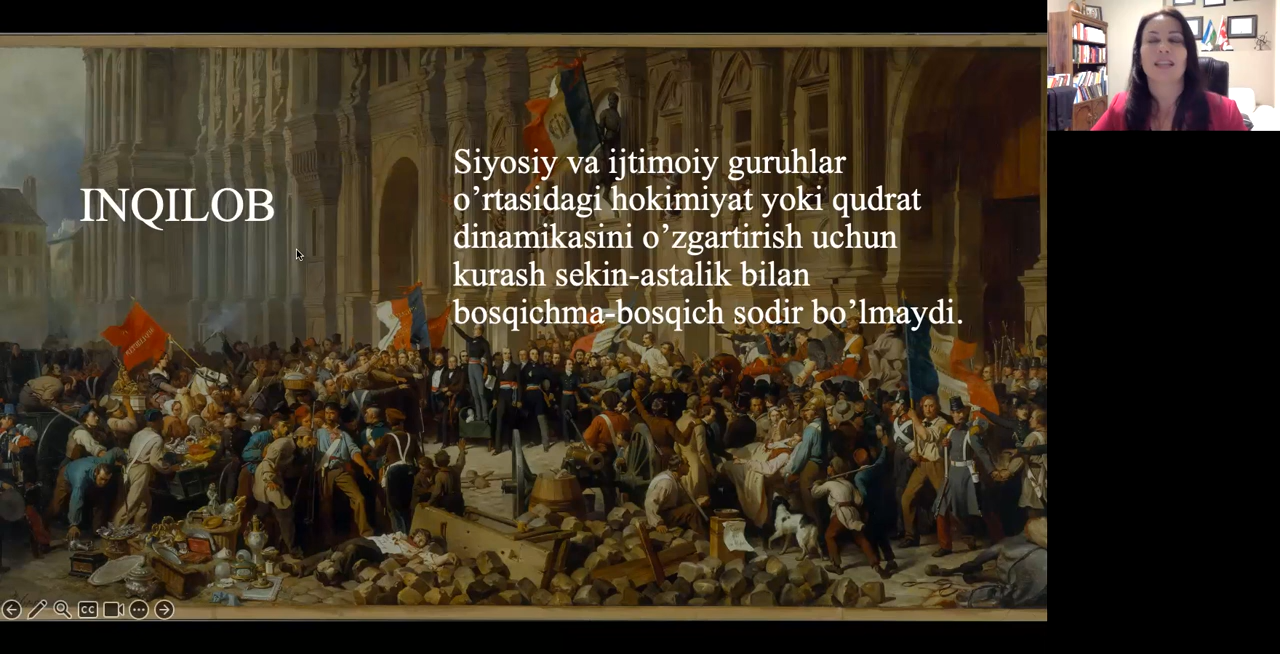 INQILOB
Siyosiy va ijtimoiy guruhlar
o’rtasidagi hokimiyat yoki qudrat
dinamikasini o’zgartirish uchun
kurash sekin-astalik bilan
bosqichma-bosqich sodir bo’lmaydi.
CC